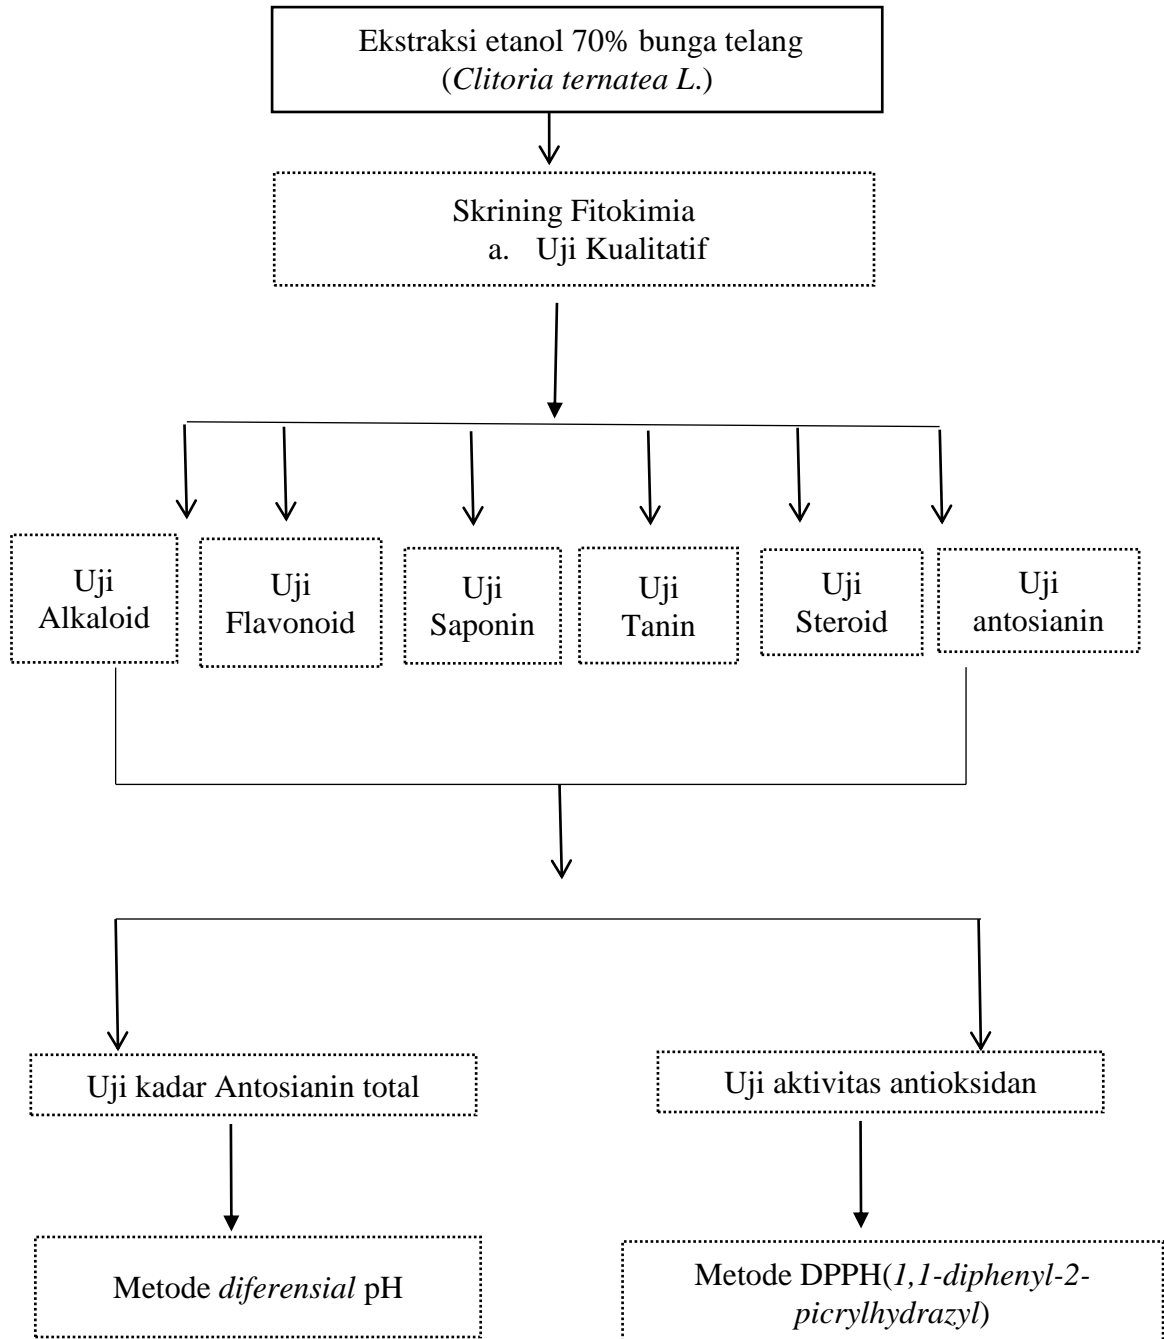 Ekstraksi etanol 70% bunga telang
(Clitoria ternatea L.)
Skrining Fitokimia
a. Uji Kualitatif
Uji
Alkaloid
Uji
Flavonoid
Uji
Saponin
Uji
Tanin
Uji
Steroid
Uji
antosianin
Uji kadar Antosianin total
Uji aktivitas antioksidan
Metode diferensial pH
Metode DPPH(1,1-diphenyl-2-
picrylhydrazyl)